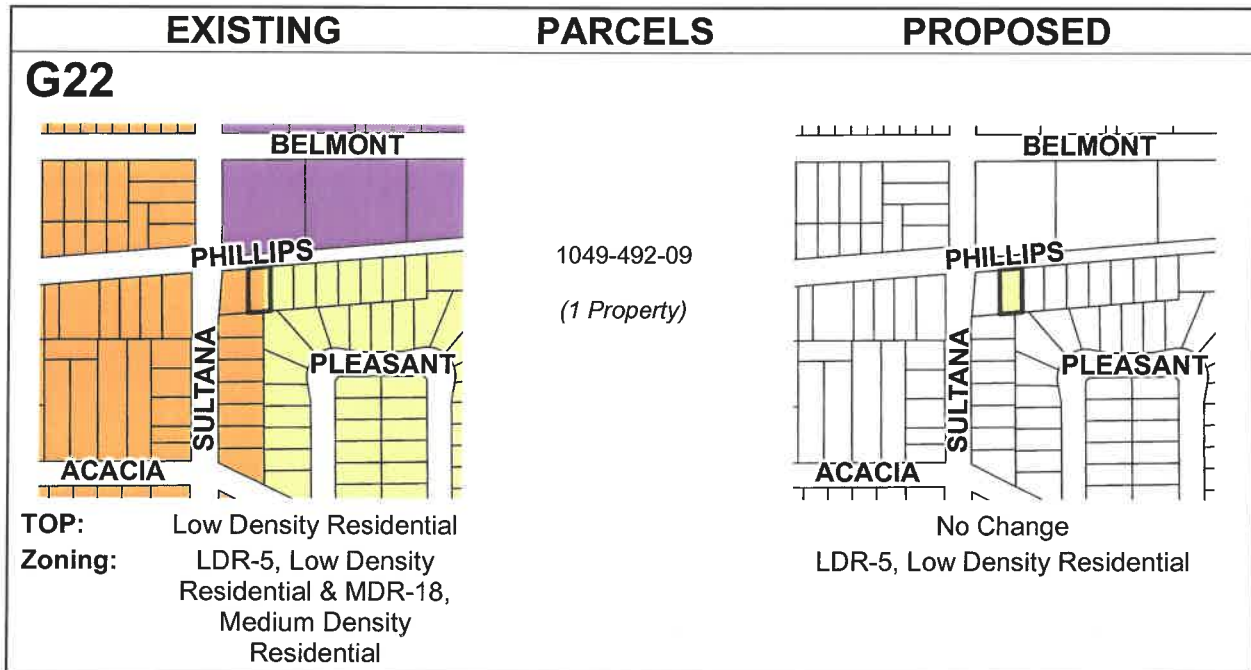 EXISTING PARCELS PROPOSED
G22
BELMONT
PHILLIPS
SULTANA
PLEASANT
ACACIA
1049-492-09
(1 Property)
BELMONT
PHILLIPS
SULTANA
PLEASANT
ACACIA
TOP: Low Density Residential
No Change
Zoning: LDR-5, Low Density
Residential & MDR-18,
Medium Density
Residential
LDR-5, Low Density Residential